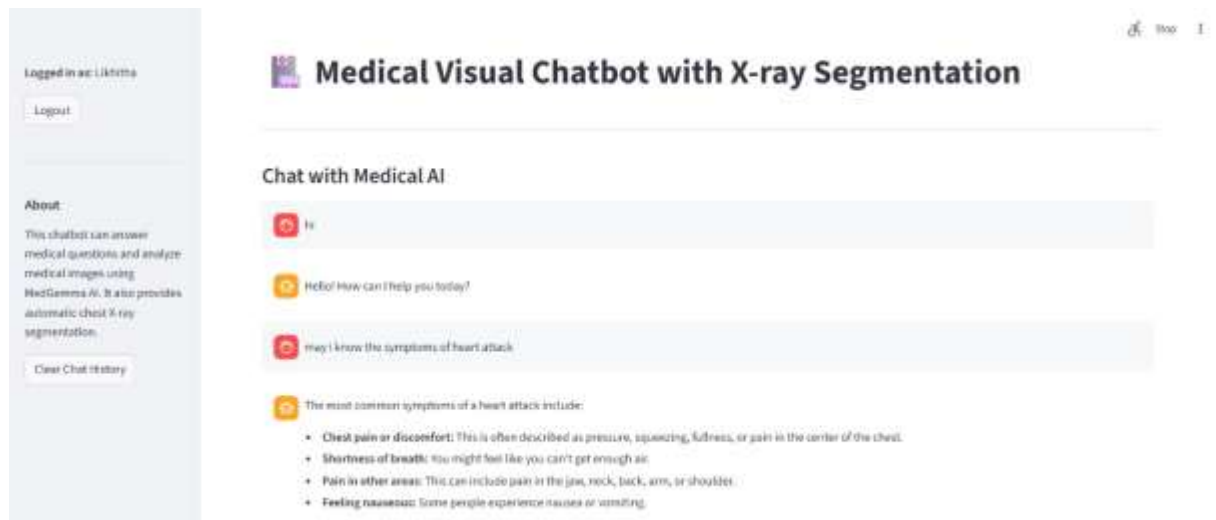 Stop
Logged in as: Likhitha
Logout
About
This chatbot can answer
medical questions and analyze
medical images using
MedGemma AI. It also provides
automatic chest X-ray
segmentation.
Clear Chat History
Medical Visual Chatbot with X-ray Segmentation
Chat with Medical AI
hi
Hello! How can I help you today?
may i know the symptoms of heart attack
The most common symptoms of a heart attack include:
• Chest pain or discomfort: This is often described as pressure, squeezing, fullness, or pain in the center of the chest.
• Shortness of breath: You might feel like you can't get enough air.
• Pain in other areas: This can include pain in the jaw, neck, back, arm, or shoulder.
• Feeling nauseous: Some people experience nausea or vomiting.